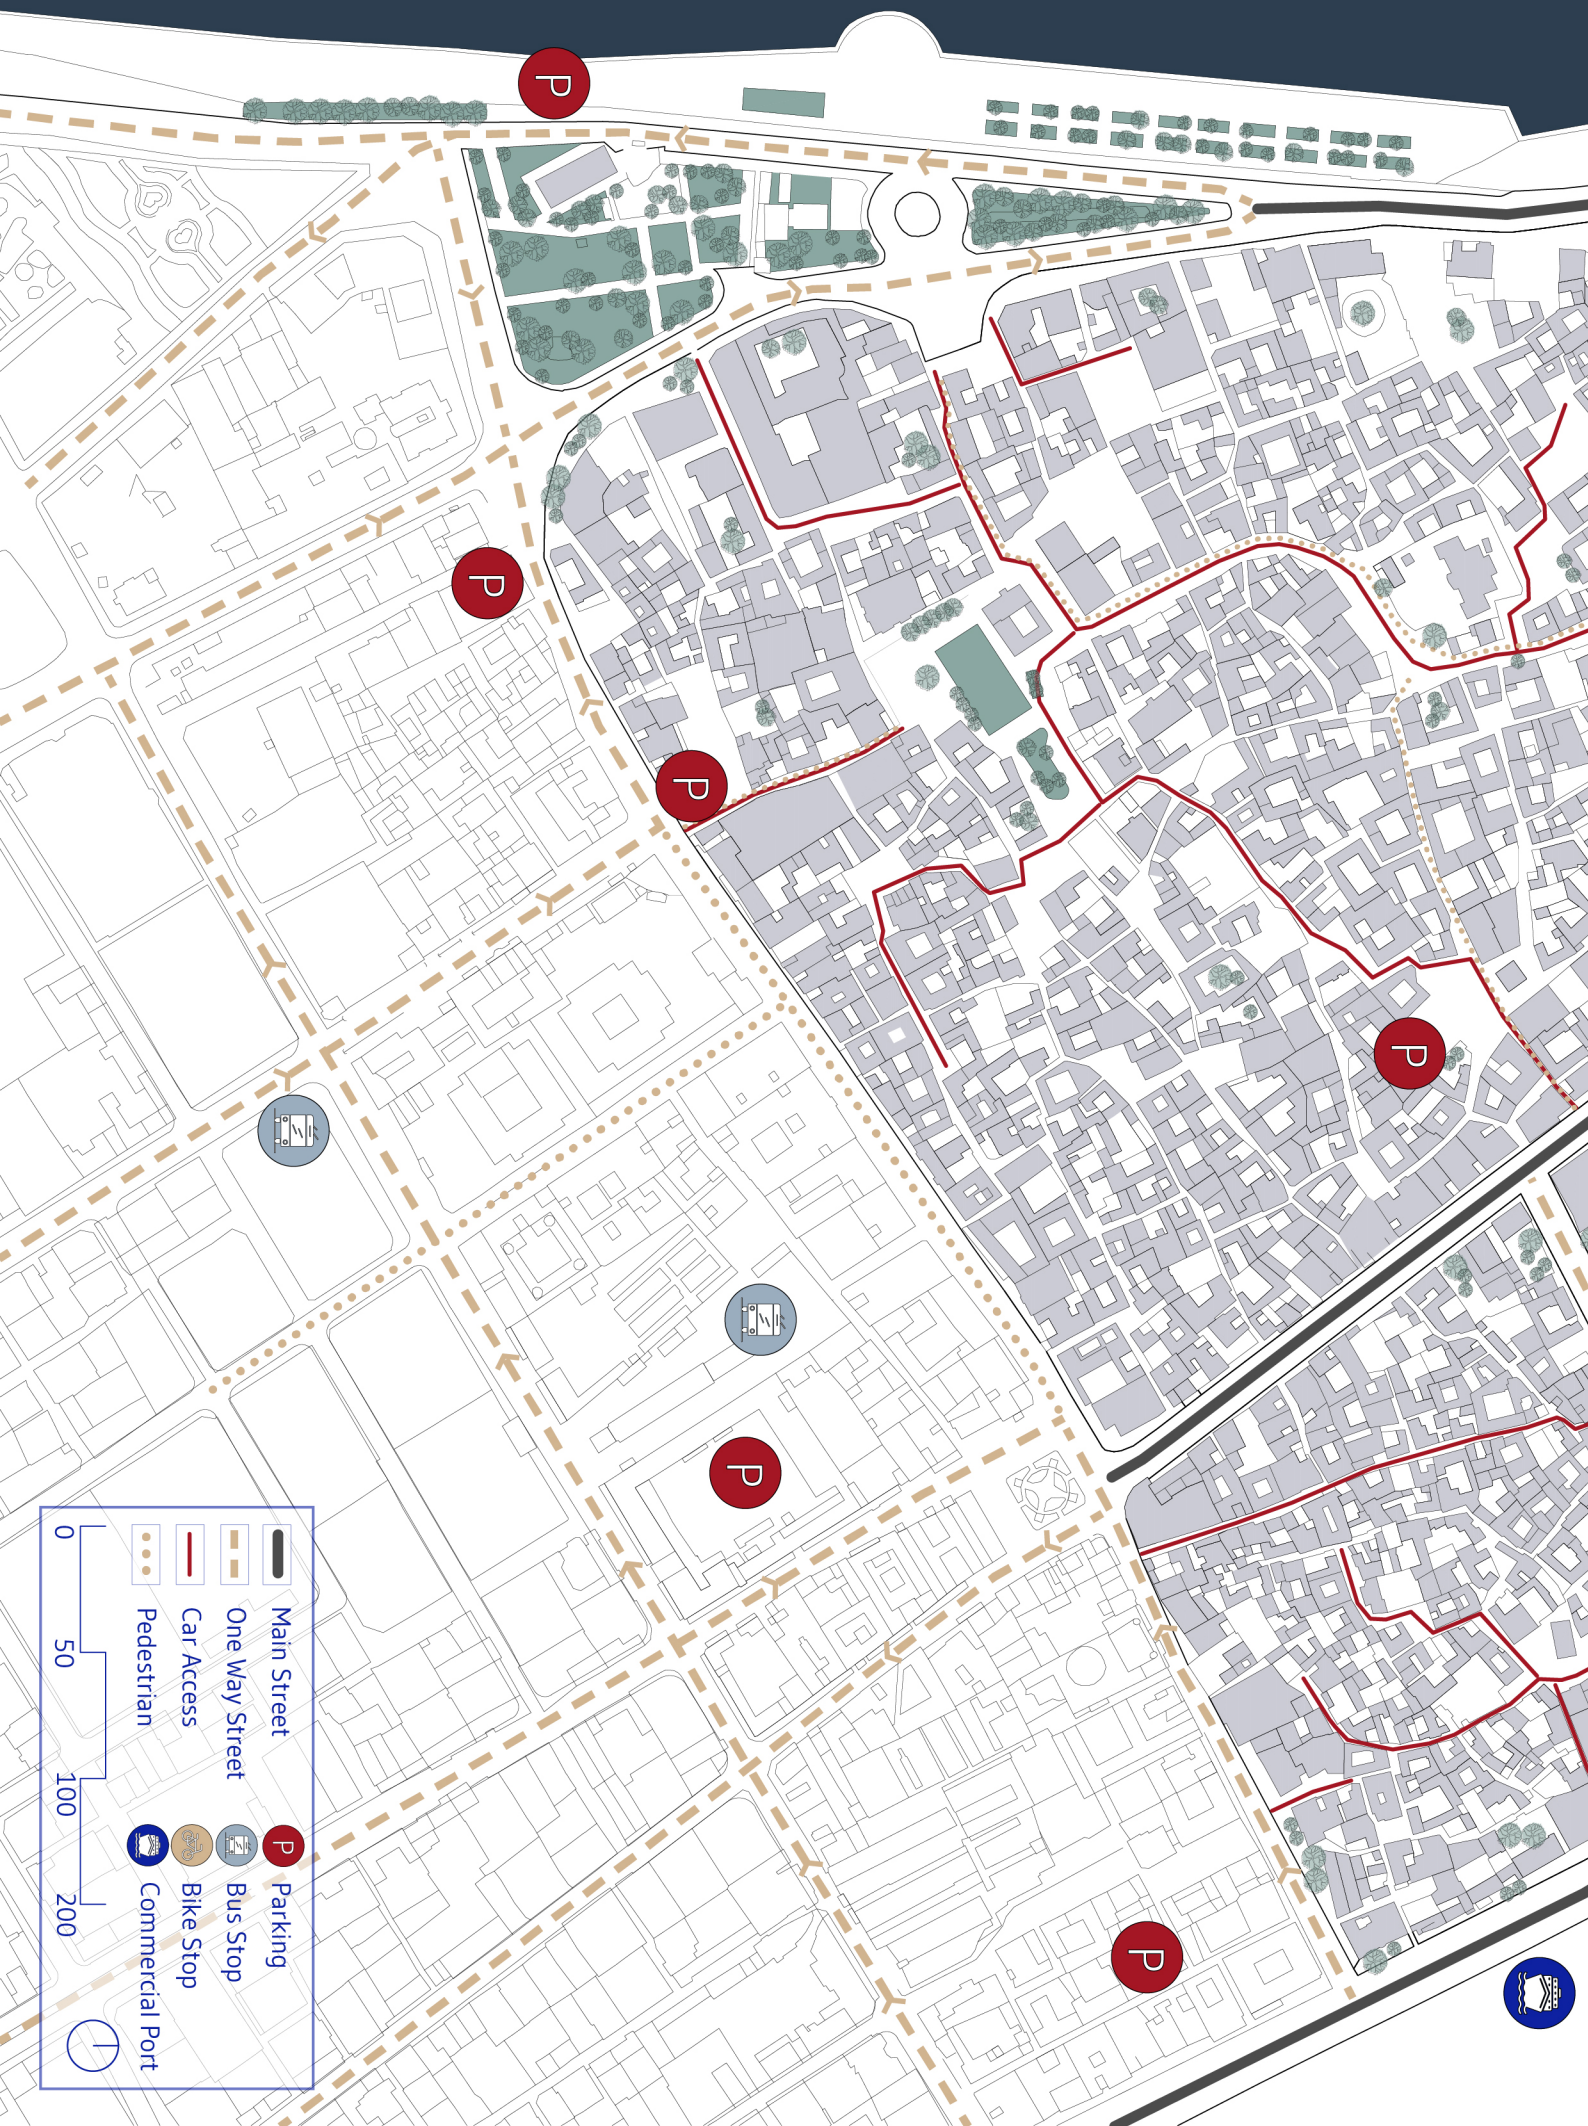 P
P
P
P
P
P
Main Street
One Way Street
Car Access
Pedestrian
P
Parking
Bus Stop
Bike Stop
Commercial Port
0 50 100 200